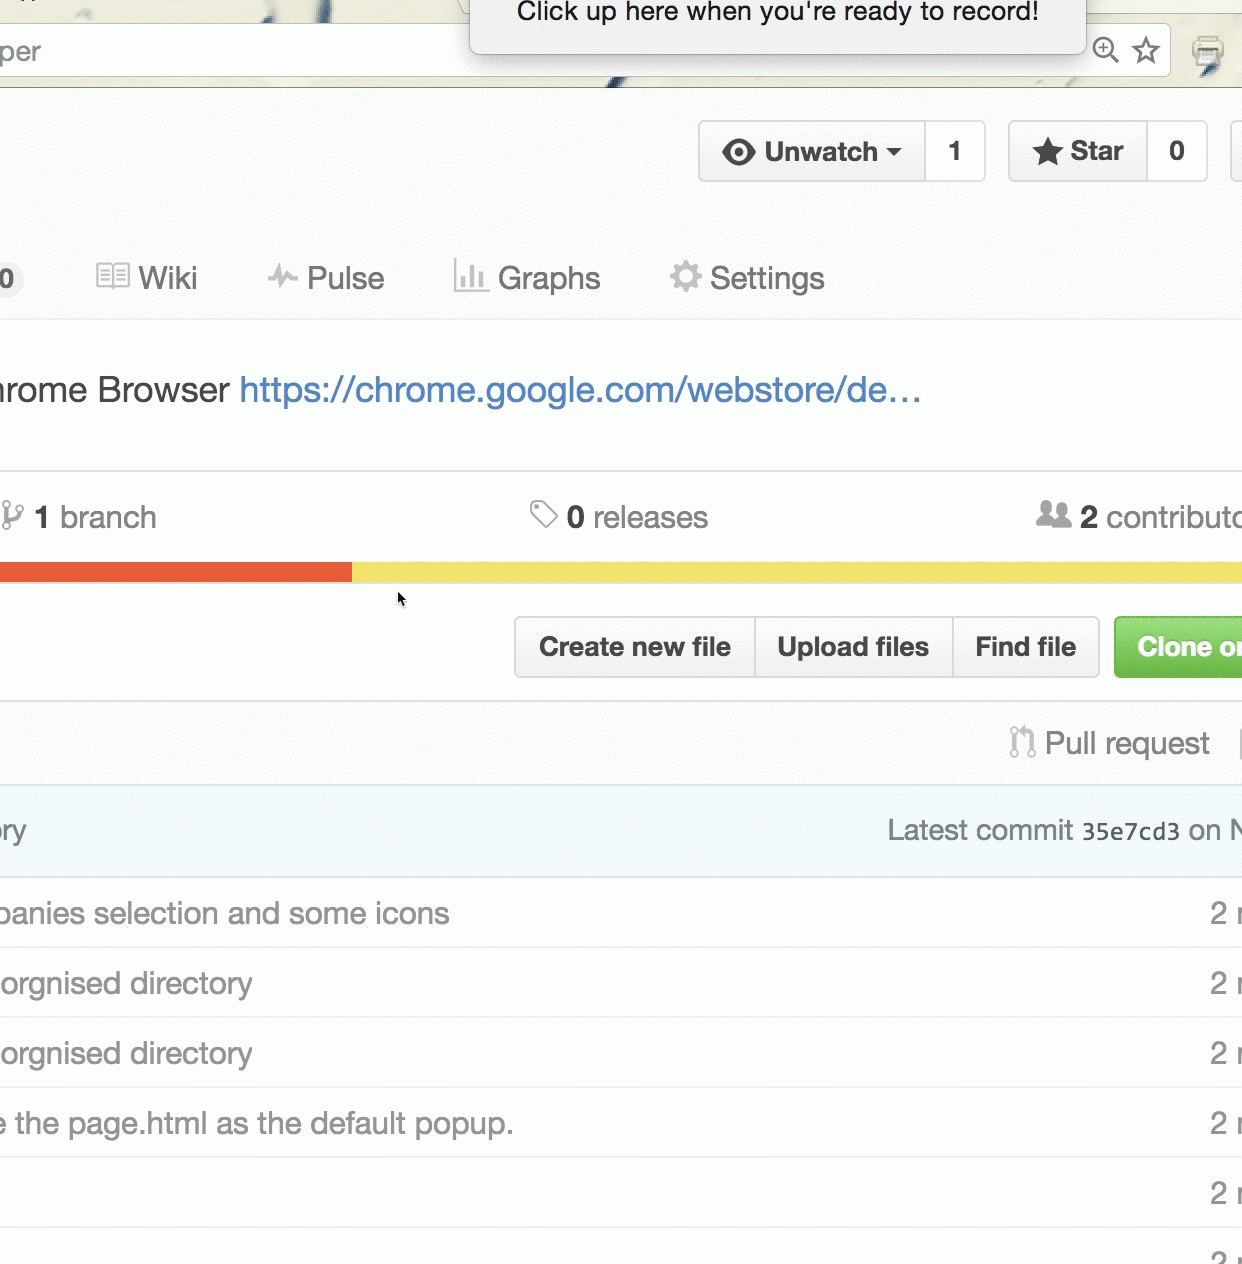 Click up here when you're ready to record!
per
Unwatch 1 Star 0
0 Wiki Pulse Graphs Settings
hrome Browser https://chrome.google.com/webstore/de…
1 branch 0 releases 2 contributo
Create new file Upload files Find file Clone or
Pull request
ory Latest commit 35e7cd3 on N
panies selection and some icons 2
orgnised directory 2
orgnised directory 2
e the page.html as the default popup. 2
2
2